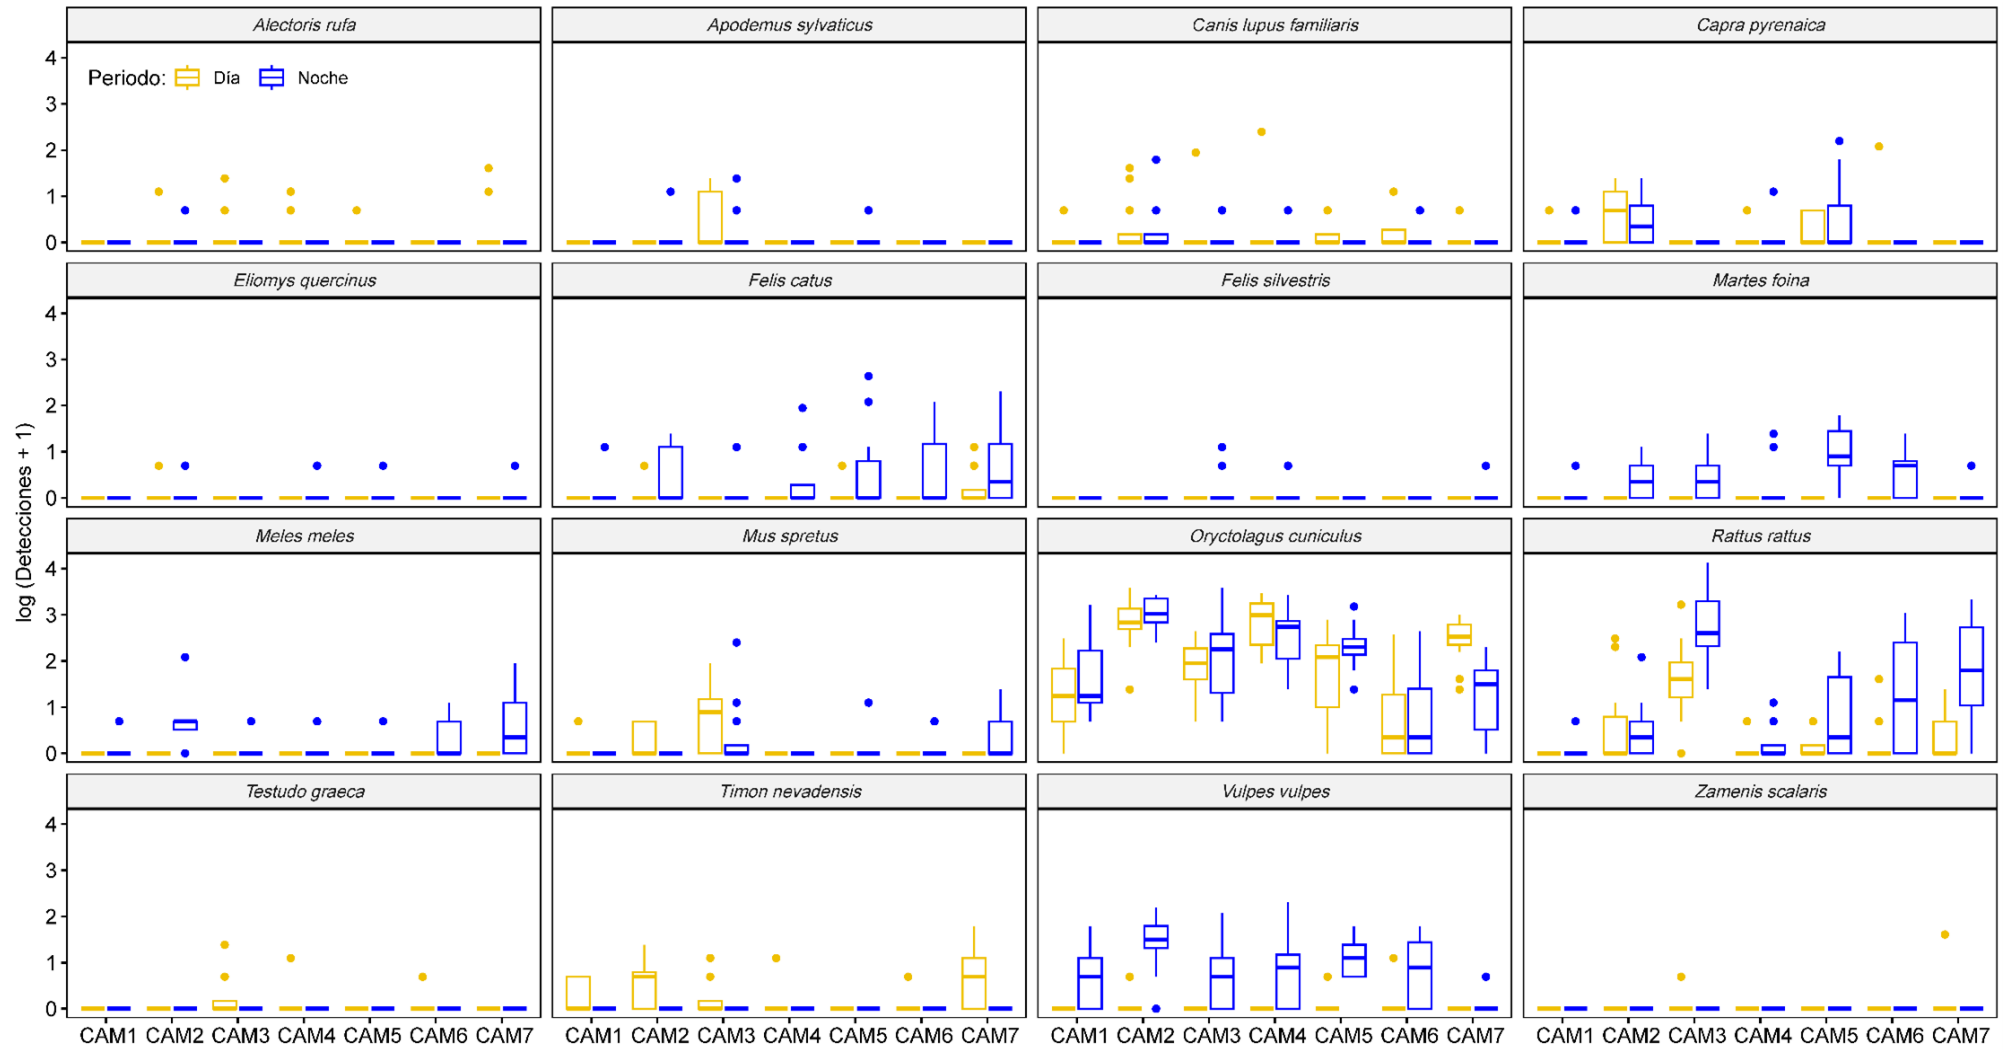 Alectoris rufa
Apodemus sylvaticus
Canis lupus familiaris
Capra pyrenaica
Periodo: Día Noche
4
3
2
1
0
Eliomys quercinus
Felis catus
Felis silvestris
Martes foina
4
3
2
1
0
log (Detecciones + 1)
Meles meles
Mus spretus
Oryctolagus cuniculus
Rattus rattus
4
3
2
1
0
Testudo graeca
Timon nevadensis
Vulpes vulpes
Zamenis scalaris
4
3
2
1
0
CAM1 CAM2 CAM3 CAM4 CAM5 CAM6 CAM7
CAM1 CAM2 CAM3 CAM4 CAM5 CAM6 CAM7
CAM1 CAM2 CAM3 CAM4 CAM5 CAM6 CAM7
CAM1 CAM2 CAM3 CAM4 CAM5 CAM6 CAM7